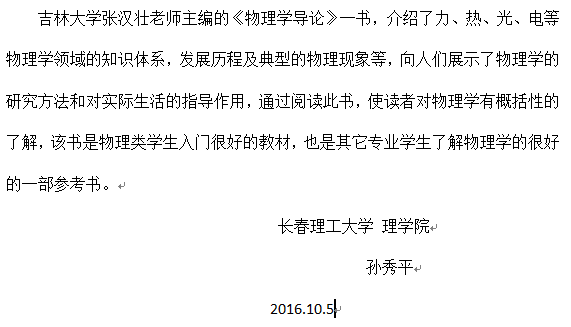 吉林大学张汉壮老师主编的《物理学导论》一书，介绍了力、热、光、电等
物理学领域的知识体系，发展历程及典型的物理现象等，向人们展示了物理学的
研究方法和对实际生活的指导作用，通过阅读此书，使读者对物理学有概括性的
了解，该书是物理类学生入门很好的教材，也是其它专业学生了解物理学的很好
的一部参考书。
长春理工大学 理学院
孙秀平
2016.10.5